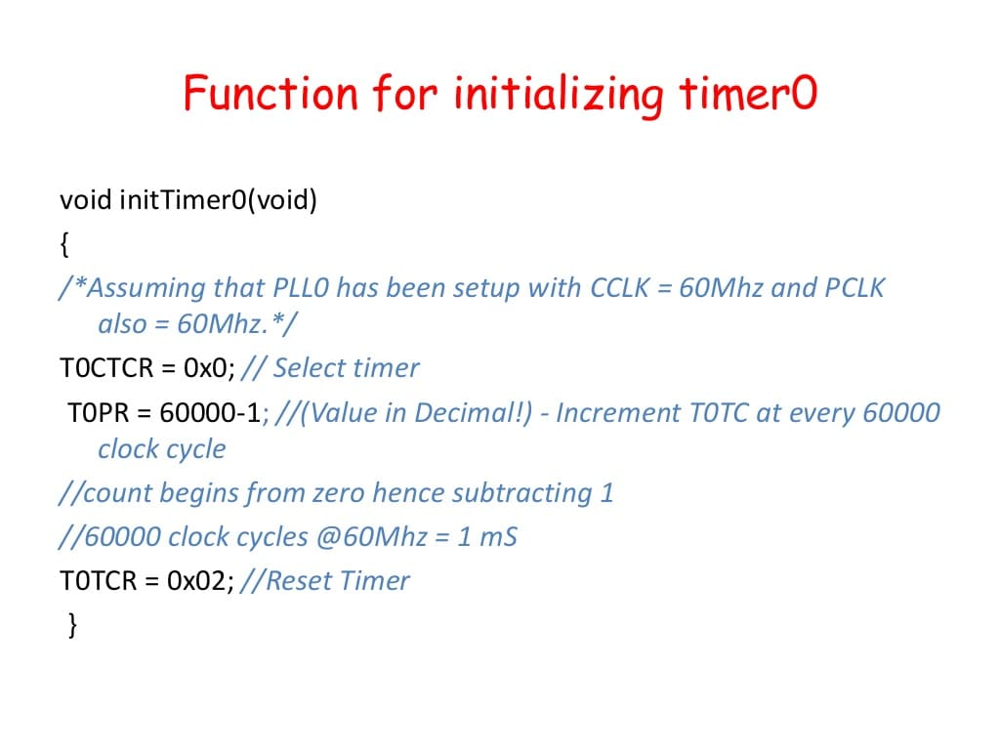 Function for initializing timer0
void initTimer0(void)
{
/*Assuming that PLL0 has been setup with CCLK = 60Mhz and PCLK
also = 60Mhz.*/
T0CTCR = 0x0; // Select timer
T0PR = 60000-1; //(Value in Decimal!) - Increment T0TC at every 60000
clock cycle
//count begins from zero hence subtracting 1
//60000 clock cycles @60Mhz = 1 mS
T0TCR = 0x02; //Reset Timer
}